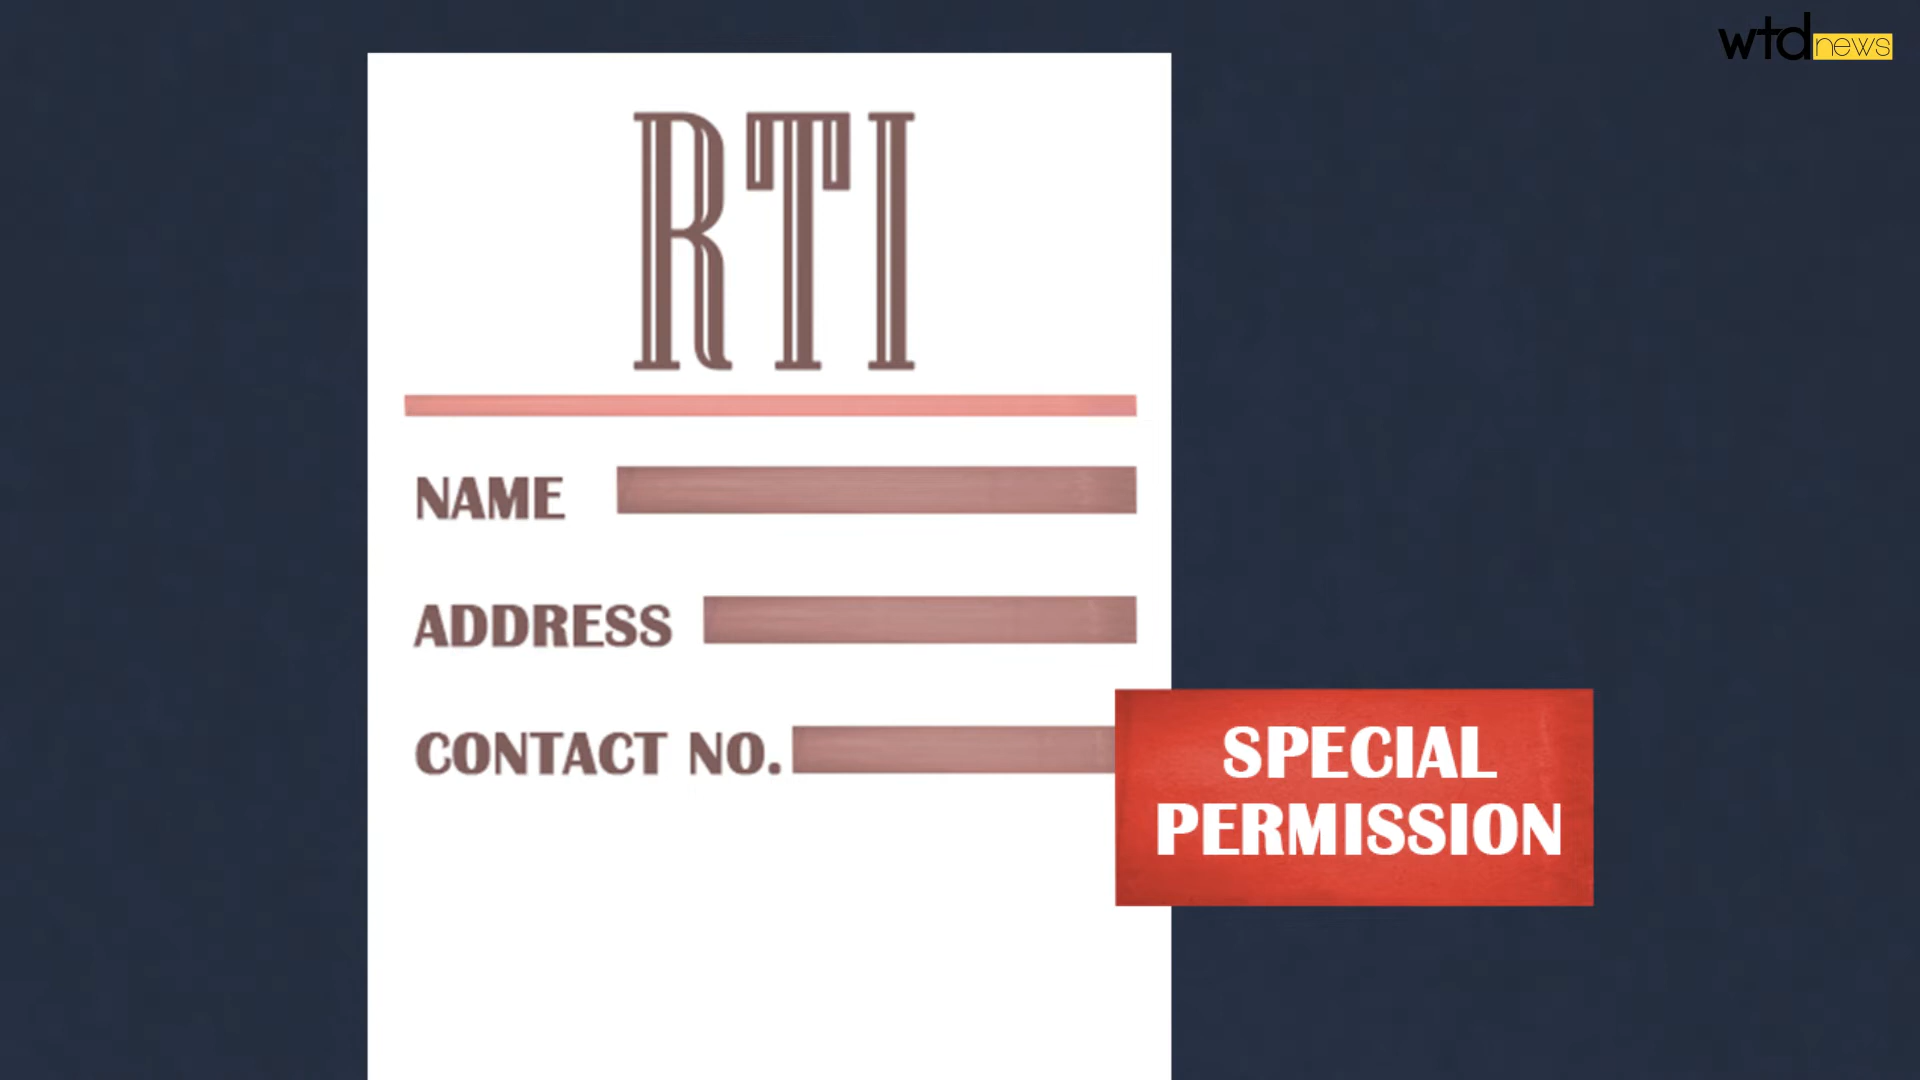 wtdnews
RTI
NAME
ADDRESS
CONTACT NO.
SPECIAL
PERMISSION